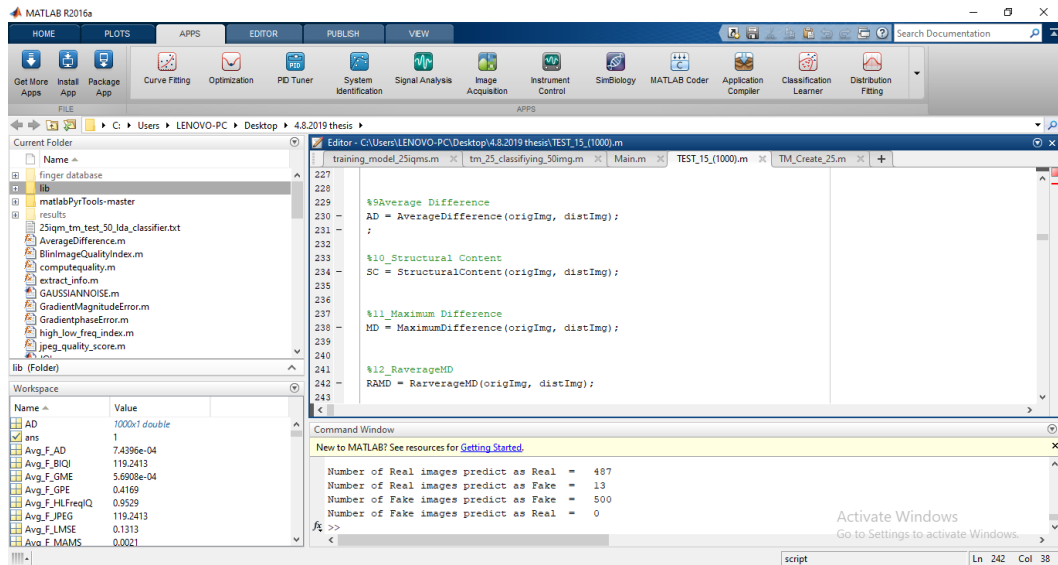 MATLAB R2016a
HOME PLOTS APPS EDITOR PUBLISH VIEW Search Documentation
Get More Apps Install App Package App Curve Fitting Optimization PID Tuner System Identification Signal Analysis Image Acquisition Instrument Control SimBiology MATLAB Coder Application Compiler Classification Learner Distribution Fitting
FILE APPS
C: Users LENOVO-PC Desktop 4.8.2019 thesis
Current Folder
Name
finger database
lib
matlabPyrTools-master
results
25iqm_tm_test_50_lda_classifier.txt
AverageDifference.m
BlinImageQualityIndex.m
computequality.m
extract_info.m
GAUSSIANNOISE.m
GradientMagnitudeError.m
GradientphaseError.m
high_low_freq_index.m
jpeg_quality_score.m
lib (Folder)
Workspace
Name Value
AD 1000x1 double
ans 1
Avg_F_AD 7.4396e-04
Avg_F_BIQI 119.2413
Avg_F_GME 5.6908e-04
Avg_F_GPE 0.4169
Avg_F_HLFreqIQ 0.9529
Avg_F_JPEG 119.2413
Avg_F_LMSE 0.1313
Avg_F_MAMS 0.0021
Editor - C:\Users\LENOVO-PC\Desktop\4.8.2019 thesis\TEST_15_(1000).m
training_model_25iqms.m tm_25_classifiying_50img.m Main.m TEST_15_(1000).m TM_Create_25.m
227
228
229 %9Average Difference
230 – AD = AverageDifference(origImg, distImg);
231 – ;
232
233 %10_Structural Content
234 – SC = StructuralContent(origImg, distImg);
235
236
237 %11_Maximum Difference
238 – MD = MaximumDifference(origImg, distImg);
239
240
241 %12_RaverageMD
242 – RAMD = RarverageMD(origImg, distImg);
243
Command Window
New to MATLAB? See resources for Getting Started.
Number of Real images predict as Real = 487
Number of Real images predict as Fake = 13
Number of Fake images predict as Fake = 500
Number of Fake images predict as Real = 0
fx >>
Activate Windows
Go to Settings to activate Windows.
script Ln 242 Col 38